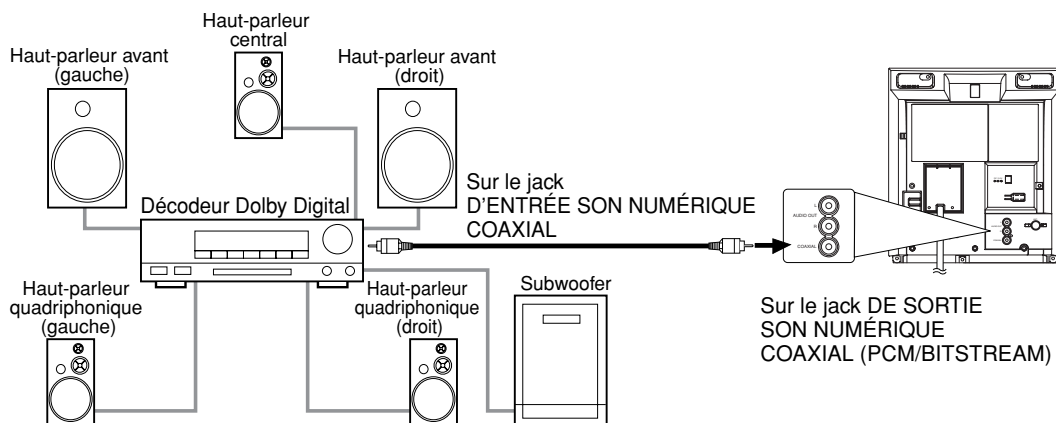 Haut-parleur
central
Haut-parleur avant
(gauche)
Haut-parleur avant
(droit)
Sur le jack
D'ENTRÉE SON NUMÉRIQUE
COAXIAL
Décodeur Dolby Digital
L
AUDIO OUT
R
COAXIAL
Haut-parleur
quadriphonique
(gauche)
Haut-parleur
quadriphonique
(droit)
Subwoofer
Sur le jack DE SORTIE
SON NUMÉRIQUE
COAXIAL (PCM/BITSTREAM)